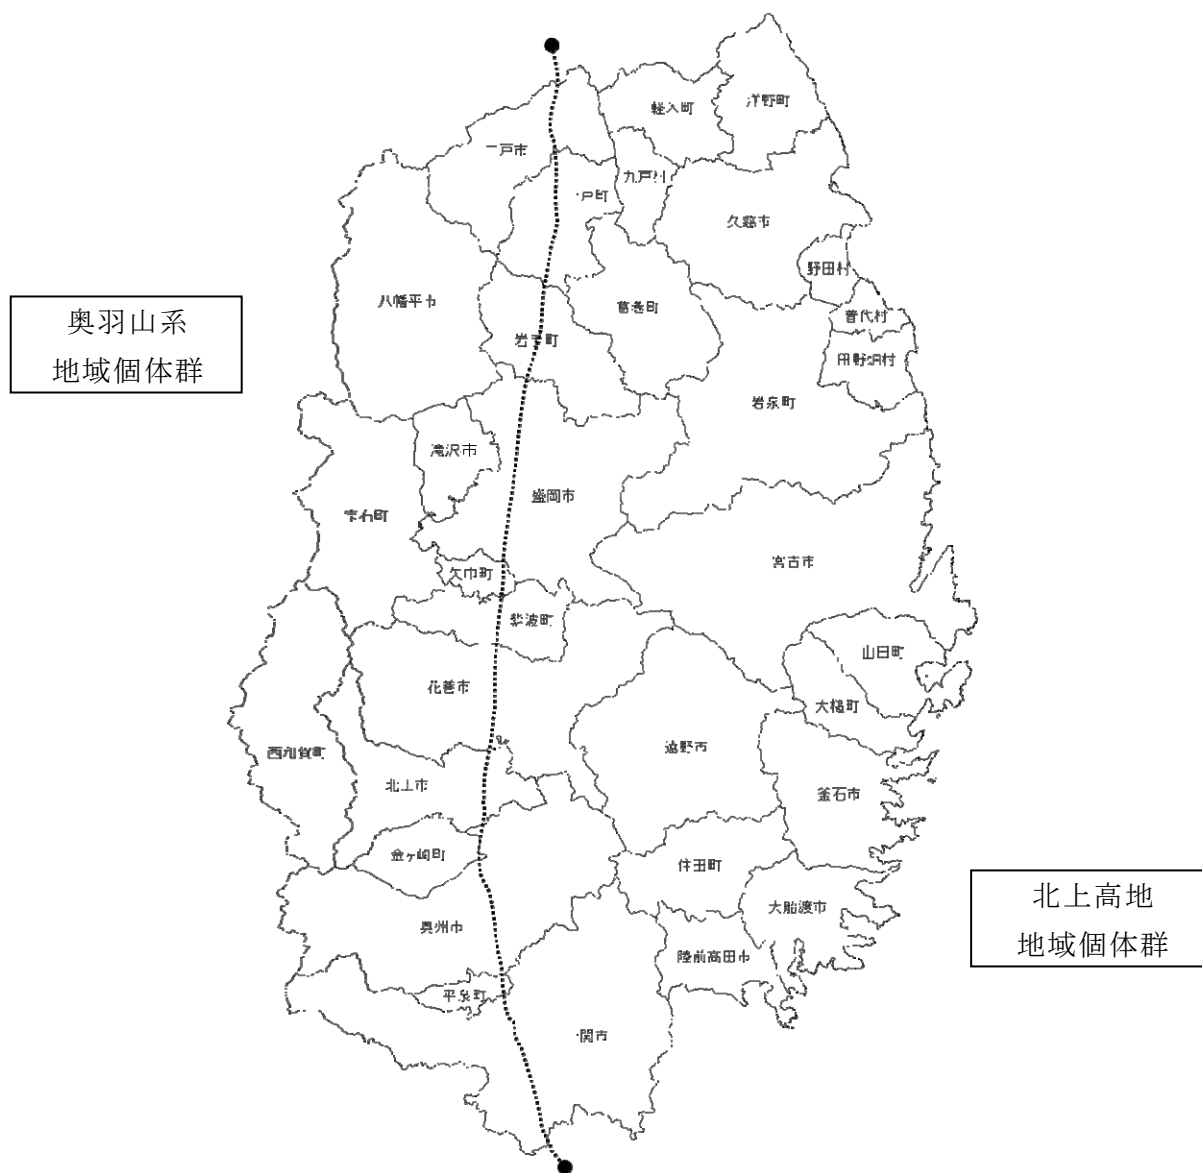 軽入町
洋野町
二戸市
九戸村
戸町
久慈市
野田村
八幡平市
葛巻町
普代村
奥羽山系
地域個体群
岩手町
田野畑村
岩泉町
滝沢市
盛岡市
雫石町
宮古市
矢巾町
紫波町
山田町
花巻市
大槌町
遠野市
西和賀町
北上市
釜石市
金ヶ崎町
住田町
大船渡市
北上高地
地域個体群
奥州市
陸前高田市
平泉町
関市